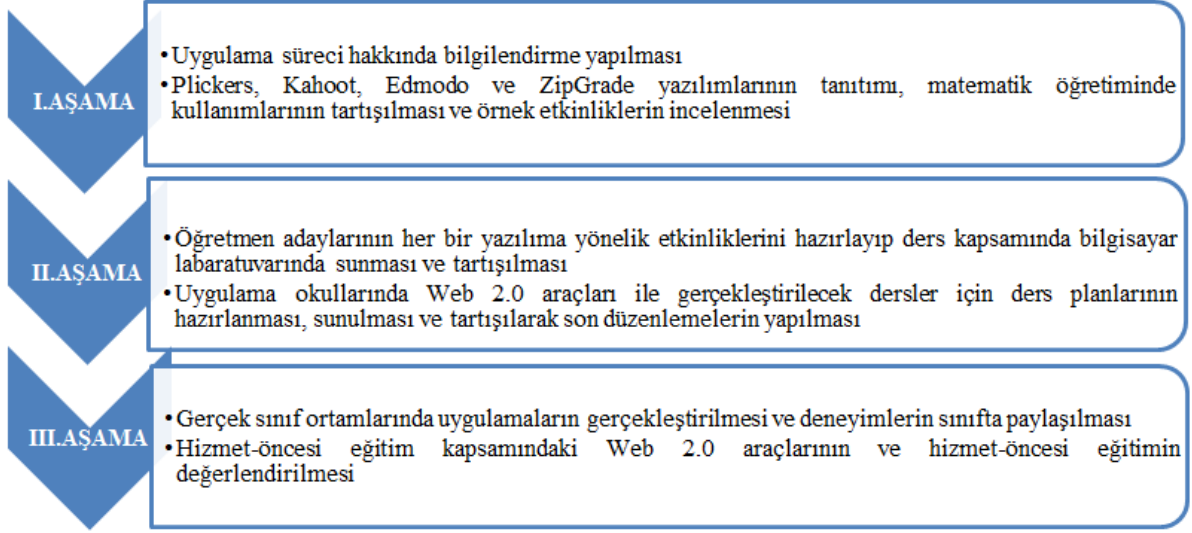 I.AŞAMA
•Uygulama süreci hakkında bilgilendirme yapılması
•Plickers, Kahoot, Edmodo ve ZipGrade yazılımlarının tanıtımı, matematik öğretiminde
kullanımlarının tartışılması ve örnek etkinliklerin incelenmesi
II.AŞAMA
•Öğretmen adaylarının her bir yazılıma yönelik etkinliklerini hazırlayıp ders kapsamında bilgisayar
labaratuvarında sunması ve tartışılması
•Uygulama okullarında Web 2.0 araçları ile gerçekleştirilecek dersler için ders planlarının
hazırlanması, sunulması ve tartışılarak son düzenlemelerin yapılması
III.AŞAMA
•Gerçek sınıf ortamlarında uygulamaların gerçekleştirilmesi ve deneyimlerin sınıfta paylaşılması
•Hizmet-öncesi eğitim kapsamındaki Web 2.0 araçlarının ve hizmet-öncesi eğitimin
değerlendirilmesi